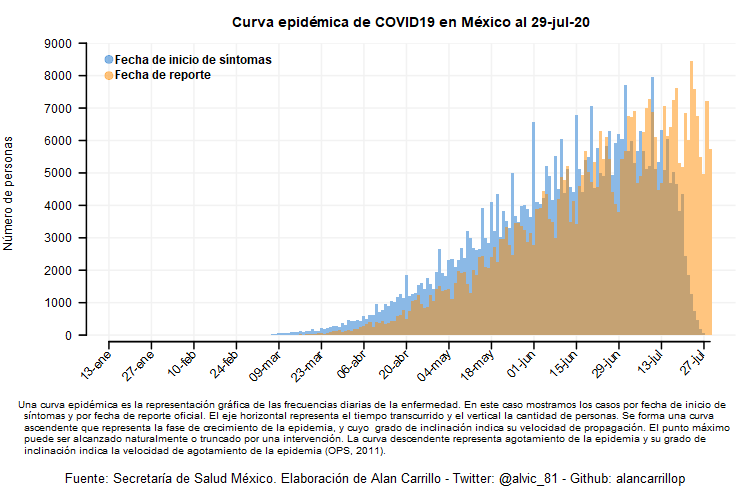 Curva epidémica de COVID19 en México al 29-jul-20
Fecha de inicio de síntomas
Fecha de reporte
Número de personas
9000
8000
7000
6000
5000
4000
3000
2000
1000
0
13-ene
27-ene
10-feb
24-feb
09-mar
23-mar
06-abr
20-abr
04-may
18-may
01-jun
15-jun
29-jun
13-jul
27-jul
Una curva epidémica es la representación gráfica de las frecuencias diarias de la enfermedad. En este caso mostramos los casos por fecha de inicio de
síntomas y por fecha de reporte oficial. El eje horizontal representa el tiempo transcurrido y el vertical la cantidad de personas. Se forma una curva
ascendente que representa la fase de crecimiento de la epidemia, y cuyo grado de inclinación indica su velocidad de propagación. El punto máximo
puede ser alcanzado naturalmente o truncado por una intervención. La curva descendente representa agotamiento de la epidemia y su grado de
inclinación indica la velocidad de agotamiento de la epidemia (OPS, 2011).
Fuente: Secretaría de Salud México. Elaboración de Alan Carrillo - Twitter: @alvic_81 - Github: alancarrillop